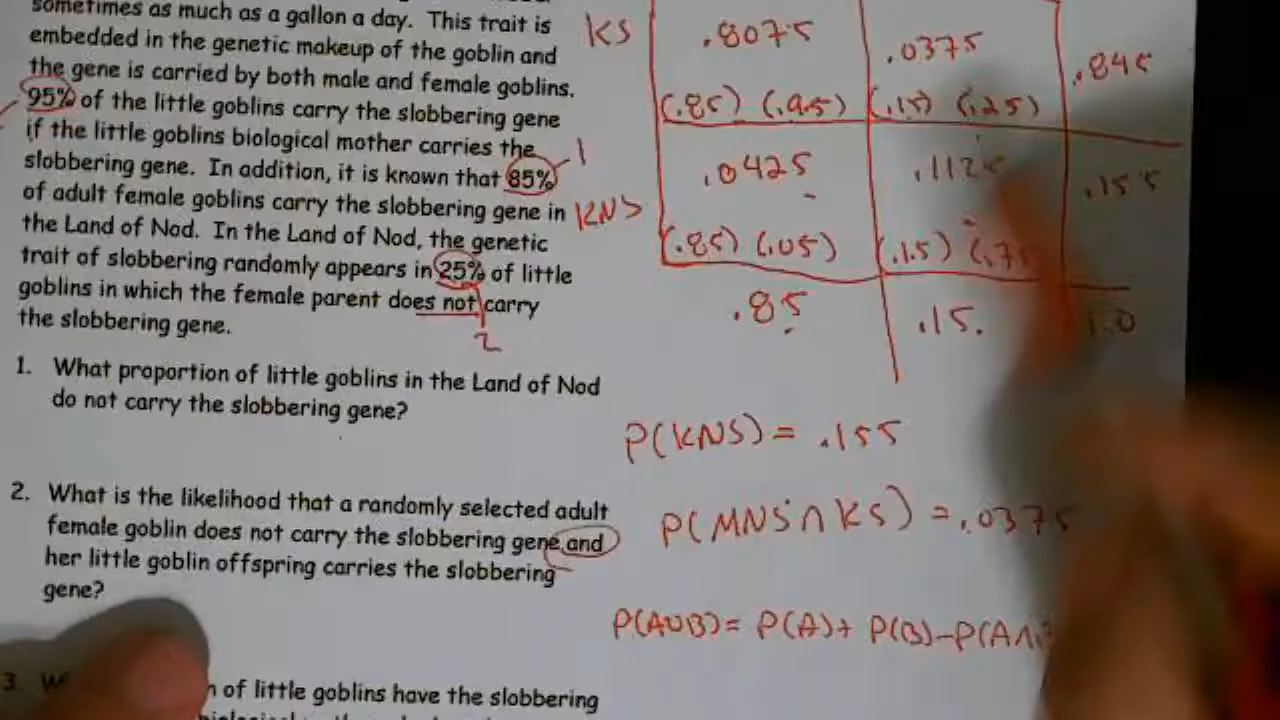 sometimes as much as a gallon a day. This trait is
embedded in the genetic makeup of the goblin and
the gene is carried by both male and female goblins.
95% of the little goblins carry the slobbering gene
if the little goblins biological mother carries the
slobbering gene. In addition, it is known that 85% 1
of adult female goblins carry the slobbering gene in
the Land of Nod. In the Land of Nod, the genetic
trait of slobbering randomly appears in 25% of little
goblins in which the female parent does not carry
the slobbering gene.
2
KS .8075 .0375 .845
(.85) (.95) (.15) (.25)
KNS .0425 .1125 .155
(.85) (.05) (.15) (.75
.85 .15. 1.0
1. What proportion of little goblins in the Land of Nod
do not carry the slobbering gene?
P(KNS) = .155
2. What is the likelihood that a randomly selected adult
female goblin does not carry the slobbering gene and
her little goblin offspring carries the slobbering
gene?
P(MNS∩KS) = .0375
P(A∪B) = P(A) + P(B) - P(A∩
3.
of little goblins have the slobbering